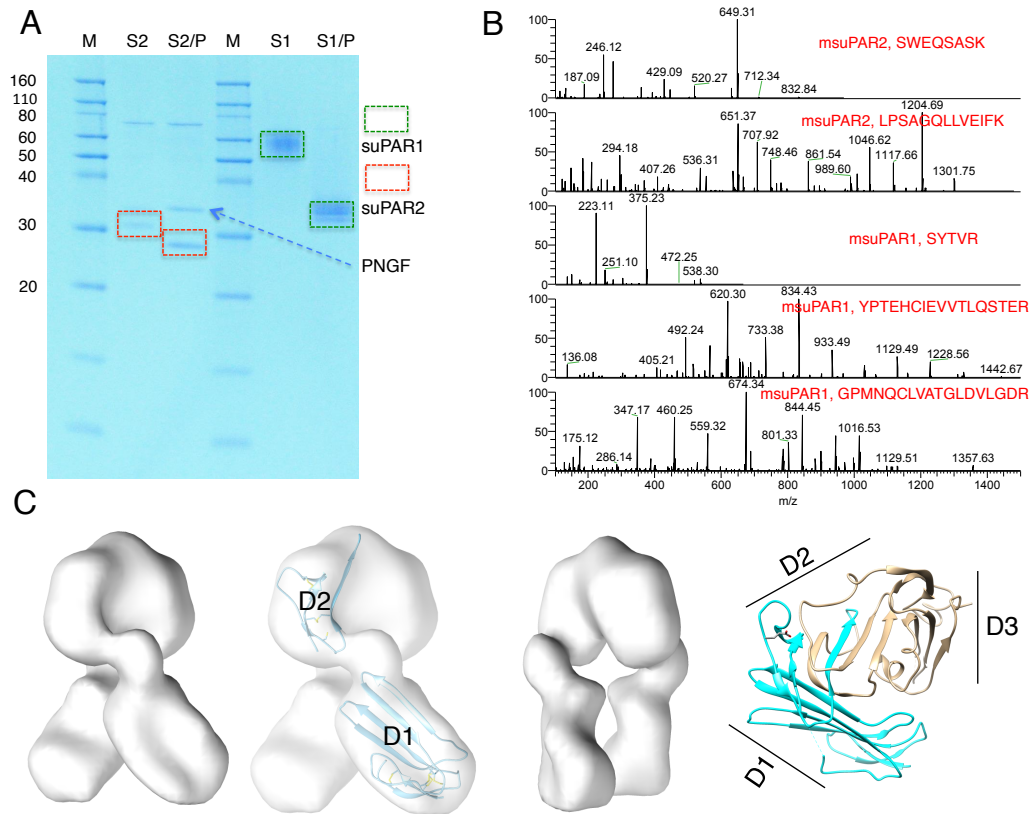 A
M S2 S2/P M S1 S1/P
160
110
80
60
50
40
30
20
suPAR1
suPAR2
PNGF
B
msuPAR2, SWEQSASK
100
50
0
187.09 246.12 429.09 520.27 649.31 712.34 832.84
msuPAR2, LPSAGQLLVEIFK
100
50
0
294.18 407.26 536.31 651.37 707.92 748.46 861.54 989.60 1046.62 1117.66 1204.69 1301.75
msuPAR1, SYTVR
100
50
0
223.11 251.10 375.23 472.25 538.30
msuPAR1, YPTEHCIEVVTLQSTER
100
50
0
136.08 405.21 492.24 620.30 733.38 834.43 933.49 1129.49 1228.56 1442.67
msuPAR1, GPMNQCLVATGLDVLGDR
100
50
0
175.12 286.14 347.17 460.25 559.32 674.34 801.33 844.45 1016.53 1129.51 1357.63
200 400 600 800 1000 1200 1400
m/z
C
D2
D1
D2
D3
D1